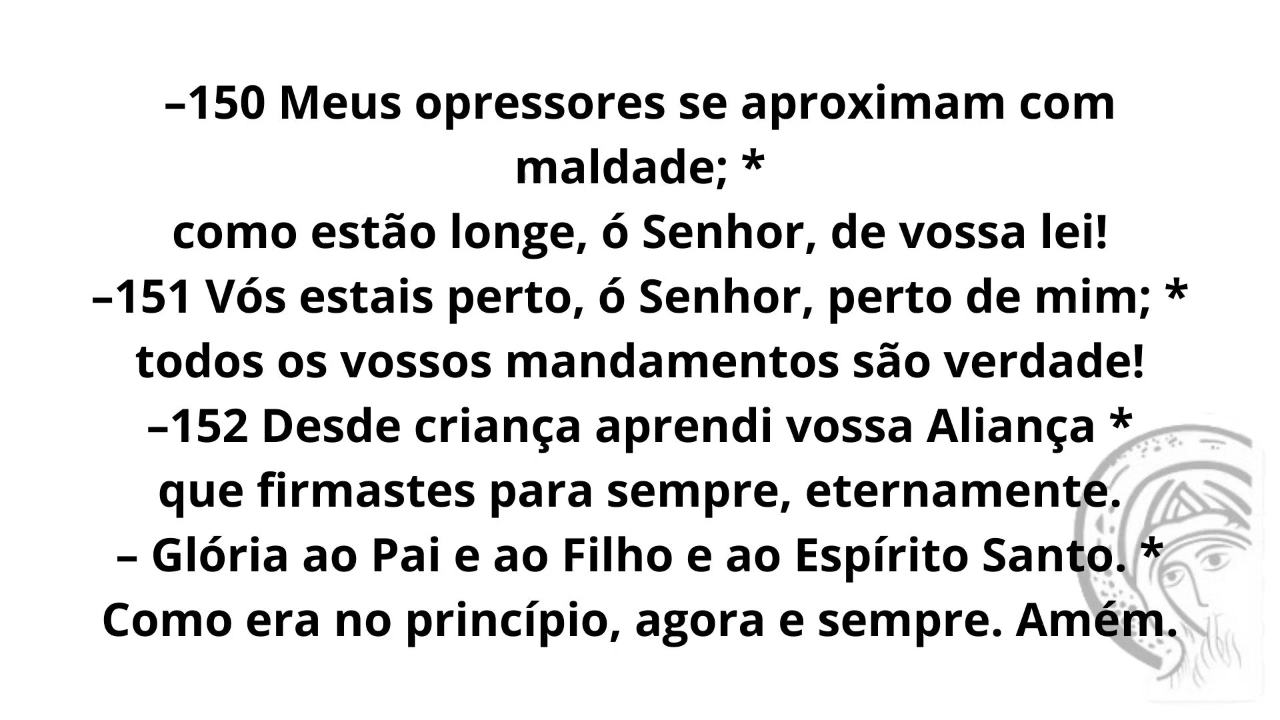 –150 Meus opressores se aproximam com
maldade; *
como estão longe, ó Senhor, de vossa lei!
–151 Vós estais perto, ó Senhor, perto de mim; *
todos os vossos mandamentos são verdade!
–152 Desde criança aprendi vossa Aliança *
que firmastes para sempre, eternamente.
– Glória ao Pai e ao Filho e ao Espírito Santo. *
Como era no princípio, agora e sempre. Amém.